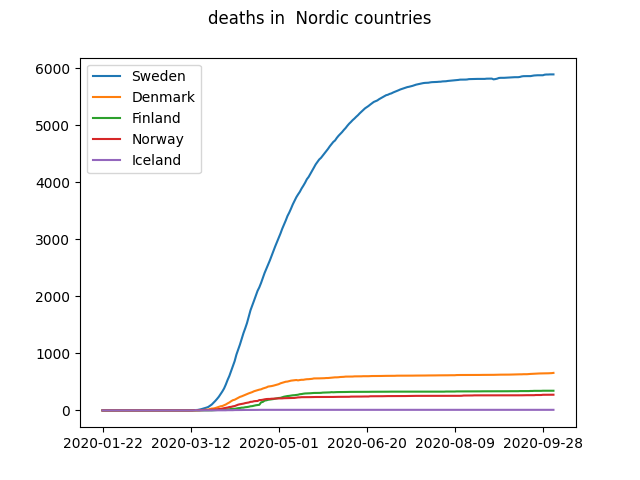 deaths in  Nordic countries
6000
5000
4000
3000
2000
1000
0
Sweden
Denmark
Finland
Norway
Iceland
2020-01-22 2020-03-12 2020-05-01 2020-06-20 2020-08-09 2020-09-28